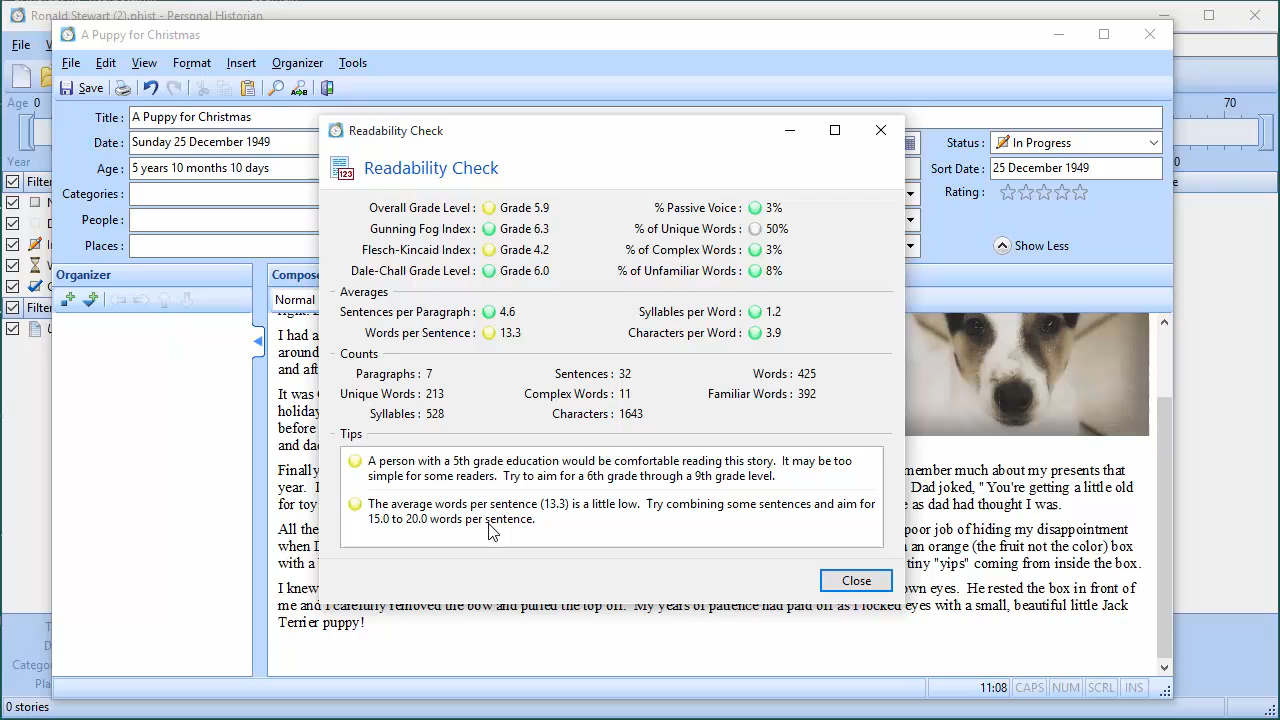 Ronald Stewart (2).phist - Personal Historian
A Puppy for Christmas
File
File Edit View Format Insert Organizer Tools
Save
Age 0
70
Title : A Puppy for Christmas
Date : Sunday 25 December 1949
Status : In Progress
Age : 5 years 10 months 10 days
Sort Date : 25 December 1949
Year
Categories :
Rating :
People :
Places :
Show Less
Filter
Filter
Organizer
Compose
Normal
Readability Check
Readability Check
Overall Grade Level : Grade 5.9
% Passive Voice : 3%
Gunning Fog Index : Grade 6.3
% of Unique Words : 50%
Flesch-Kincaid Index : Grade 4.2
% of Complex Words : 3%
Dale-Chall Grade Level : Grade 6.0
% of Unfamiliar Words : 8%
Averages
Sentences per Paragraph : 4.6
Syllables per Word : 1.2
Words per Sentence : 13.3
Characters per Word : 3.9
Counts
Paragraphs : 7 Sentences : 32 Words : 425
Unique Words : 213 Complex Words : 11 Familiar Words : 392
Syllables : 528 Characters : 1643
Tips
A person with a 5th grade education would be comfortable reading this story. It may be too
simple for some readers. Try to aim for a 6th grade through a 9th grade level.
The average words per sentence (13.3) is a little low. Try combining some sentences and aim for
15.0 to 20.0 words per sentence.
Close
I had a
around
and aft
It was
holiday
before
and dad
Finally member much about my presents that
year. Dad joked, "You're getting a little old
for toy as dad had thought I was.
All the poor job of hiding my disappointment
when D an orange (the fruit not the color) box
with a tiny "yips" coming from inside the box.
I knew own eyes. He rested the box in front of
me and I carefully removed the bow and pulled the top off. My years of patience had paid off as I locked eyes with a small, beautiful little Jack
Terrier puppy!
11:08 CAPS NUM SCRL INS
Categor
Pla
0 stories